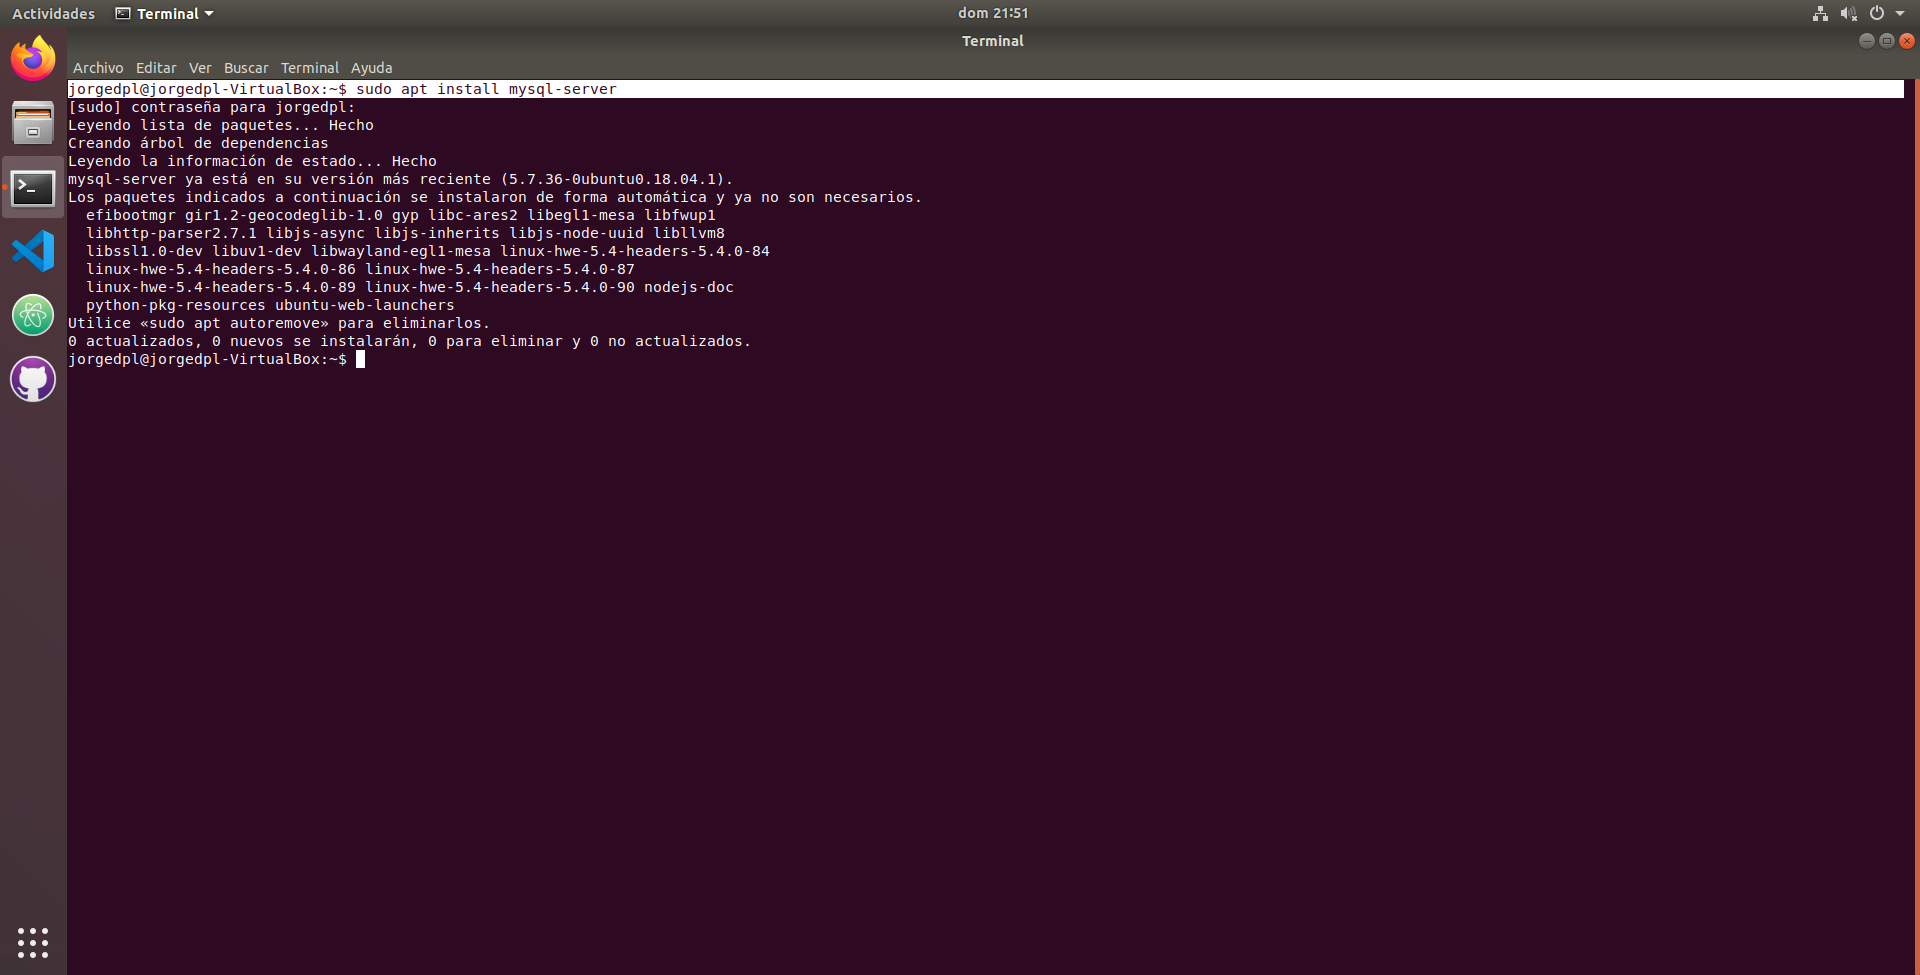 Actividades Terminal dom 21:51
Terminal
Archivo Editar Ver Buscar Terminal Ayuda
jorgedpl@jorgedpl-VirtualBox:~$ sudo apt install mysql-server
[sudo] contraseña para jorgedpl:
Leyendo lista de paquetes... Hecho
Creando árbol de dependencias
Leyendo la información de estado... Hecho
mysql-server ya está en su versión más reciente (5.7.36-0ubuntu0.18.04.1).
Los paquetes indicados a continuación se instalaron de forma automática y ya no son necesarios.
  efibootmgr gir1.2-geocodeglib-1.0 gyp libc-ares2 libegl1-mesa libfwup1
  libhttp-parser2.7.1 libjs-async libjs-inherits libjs-node-uuid libllvm8
  libssl1.0-dev libuv1-dev libwayland-egl1-mesa linux-hwe-5.4-headers-5.4.0-84
  linux-hwe-5.4-headers-5.4.0-86 linux-hwe-5.4-headers-5.4.0-87
  linux-hwe-5.4-headers-5.4.0-89 linux-hwe-5.4-headers-5.4.0-90 nodejs-doc
  python-pkg-resources ubuntu-web-launchers
Utilice «sudo apt autoremove» para eliminarlos.
0 actualizados, 0 nuevos se instalarán, 0 para eliminar y 0 no actualizados.
jorgedpl@jorgedpl-VirtualBox:~$